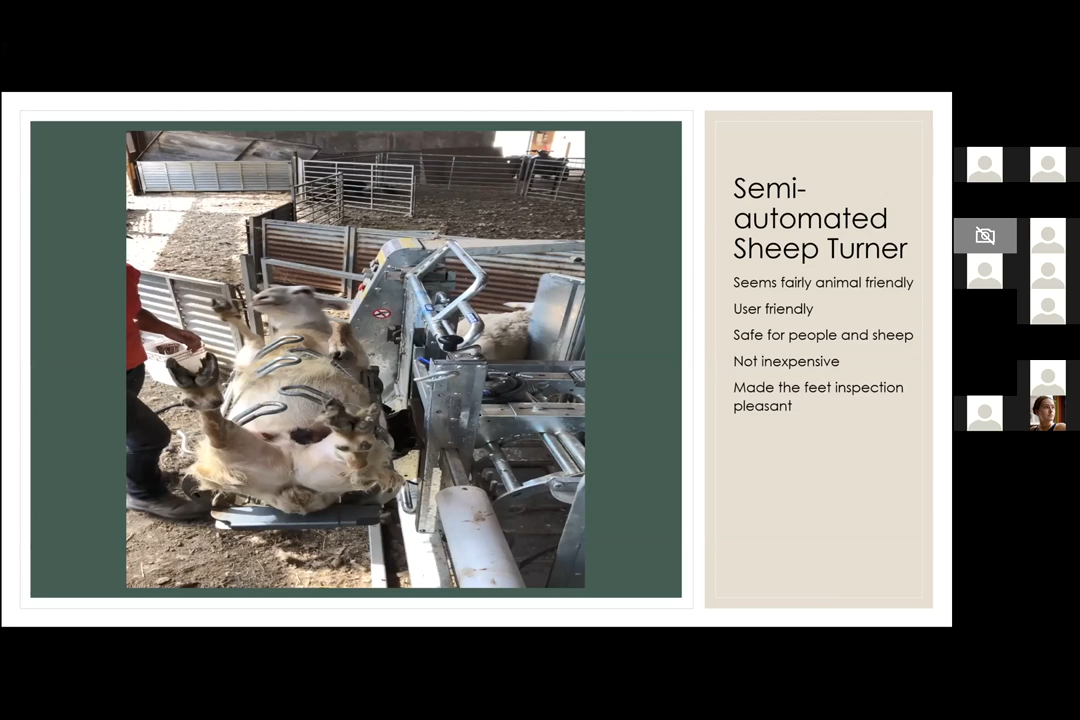 Semi-
automated
Sheep Turner
Seems fairly animal friendly
User friendly
Safe for people and sheep
Not inexpensive
Made the feet inspection
pleasant